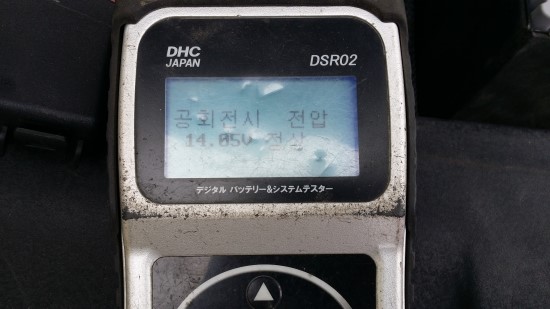 DHC
JAPAN
DSR02
공회전시 전압
14.05V 정상
デジタル バッテリー&システムテスター